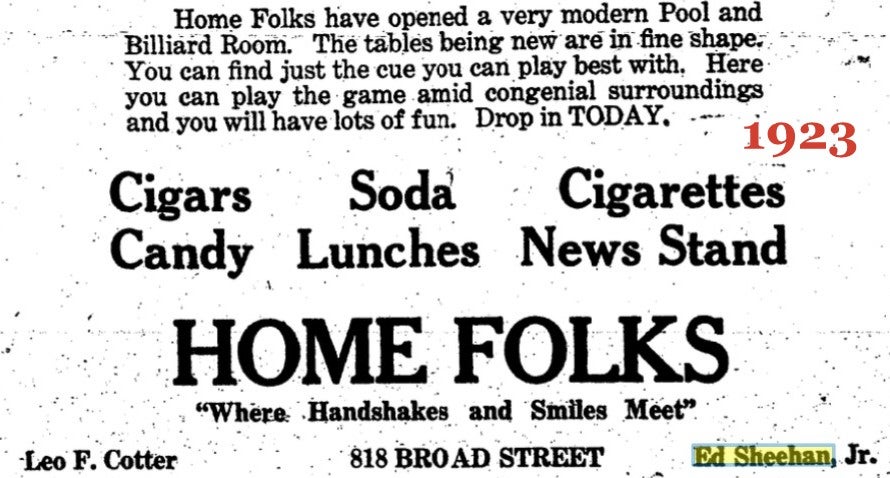 Home Folks have opened a very modern Pool and
Billiard Room. The tables being new are in fine shape.
You can find just the cue you can play best with. Here
you can play the game amid congenial surroundings
and you will have lots of fun. Drop in TODAY.
1923
Cigars Soda Cigarettes
Candy Lunches News Stand
HOME FOLKS
"Where Handshakes and Smiles Meet"
Leo F. Cotter 818 BROAD STREET Ed Sheehan, Jr.